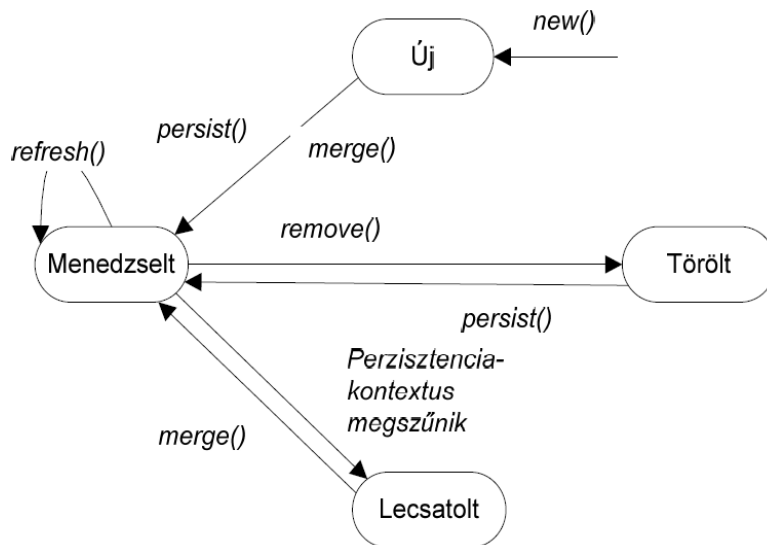 new()
Új
persist()
merge()
refresh()
remove()
Menedzselt
Törölt
persist()
Perzisztencia-
kontextus
megszűnik
merge()
Lecsatolt